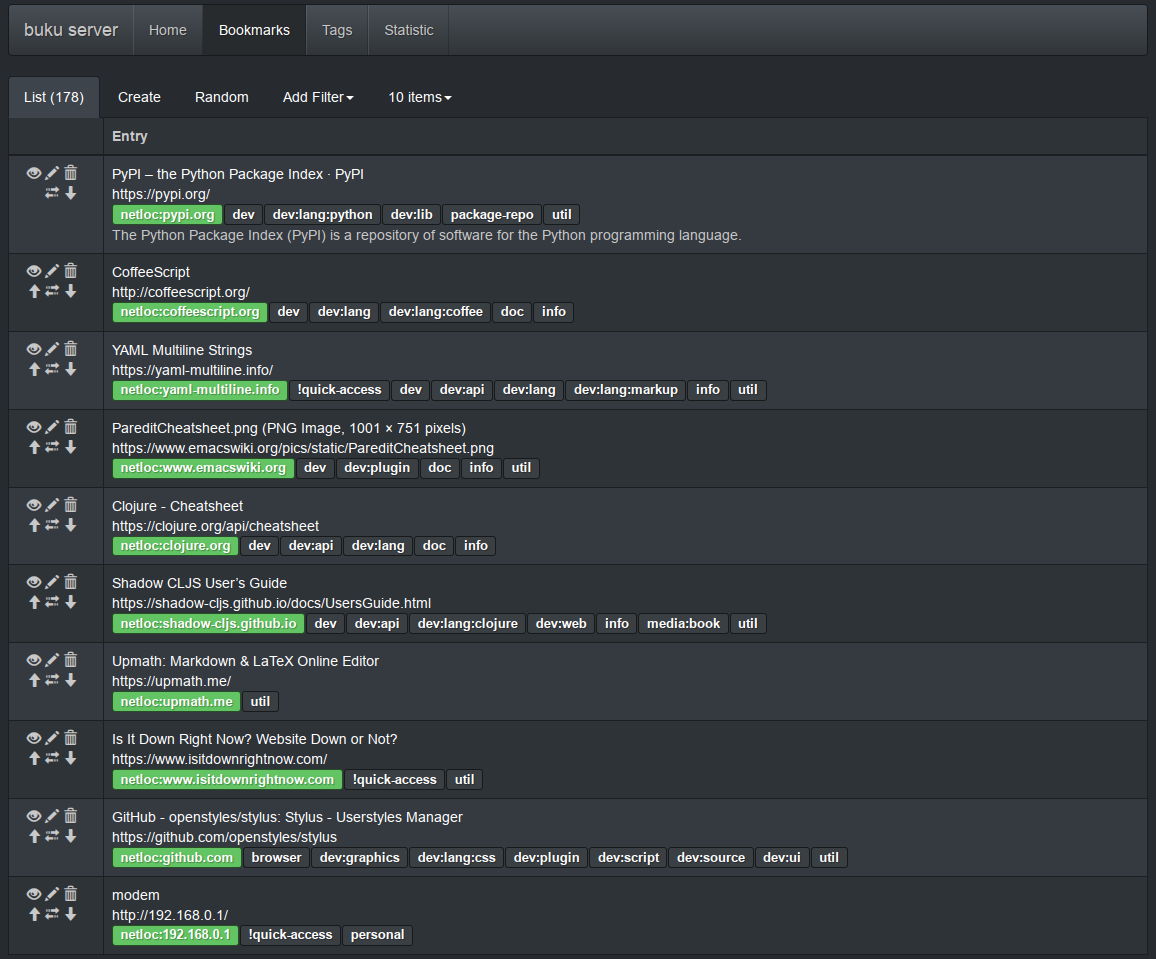 buku server Home Bookmarks Tags Statistic
List (178) Create Random Add Filter 10 items
Entry
PyPI – the Python Package Index · PyPI
https://pypi.org/
netloc:pypi.org dev dev:lang:python dev:lib package-repo util
The Python Package Index (PyPI) is a repository of software for the Python programming language.
CoffeeScript
http://coffeescript.org/
netloc:coffeescript.org dev dev:lang dev:lang:coffee doc info
YAML Multiline Strings
https://yaml-multiline.info/
netloc:yaml-multiline.info !quick-access dev dev:api dev:lang dev:lang:markup info util
PareditCheatsheet.png (PNG Image, 1001 × 751 pixels)
https://www.emacswiki.org/pics/static/PareditCheatsheet.png
netloc:www.emacswiki.org dev dev:plugin doc info util
Clojure - Cheatsheet
https://clojure.org/api/cheatsheet
netloc:clojure.org dev dev:api dev:lang doc info
Shadow CLJS User’s Guide
https://shadow-cljs.github.io/docs/UsersGuide.html
netloc:shadow-cljs.github.io dev dev:api dev:lang:clojure dev:web info media:book util
Upmath: Markdown & LaTeX Online Editor
https://upmath.me/
netloc:upmath.me util
Is It Down Right Now? Website Down or Not?
https://www.isitdownrightnow.com/
netloc:www.isitdownrightnow.com !quick-access util
GitHub - openstyles/stylus: Stylus - Userstyles Manager
https://github.com/openstyles/stylus
netloc:github.com browser dev:graphics dev:lang:css dev:plugin dev:script dev:source dev:ui util
modem
http://192.168.0.1/
netloc:192.168.0.1 !quick-access personal